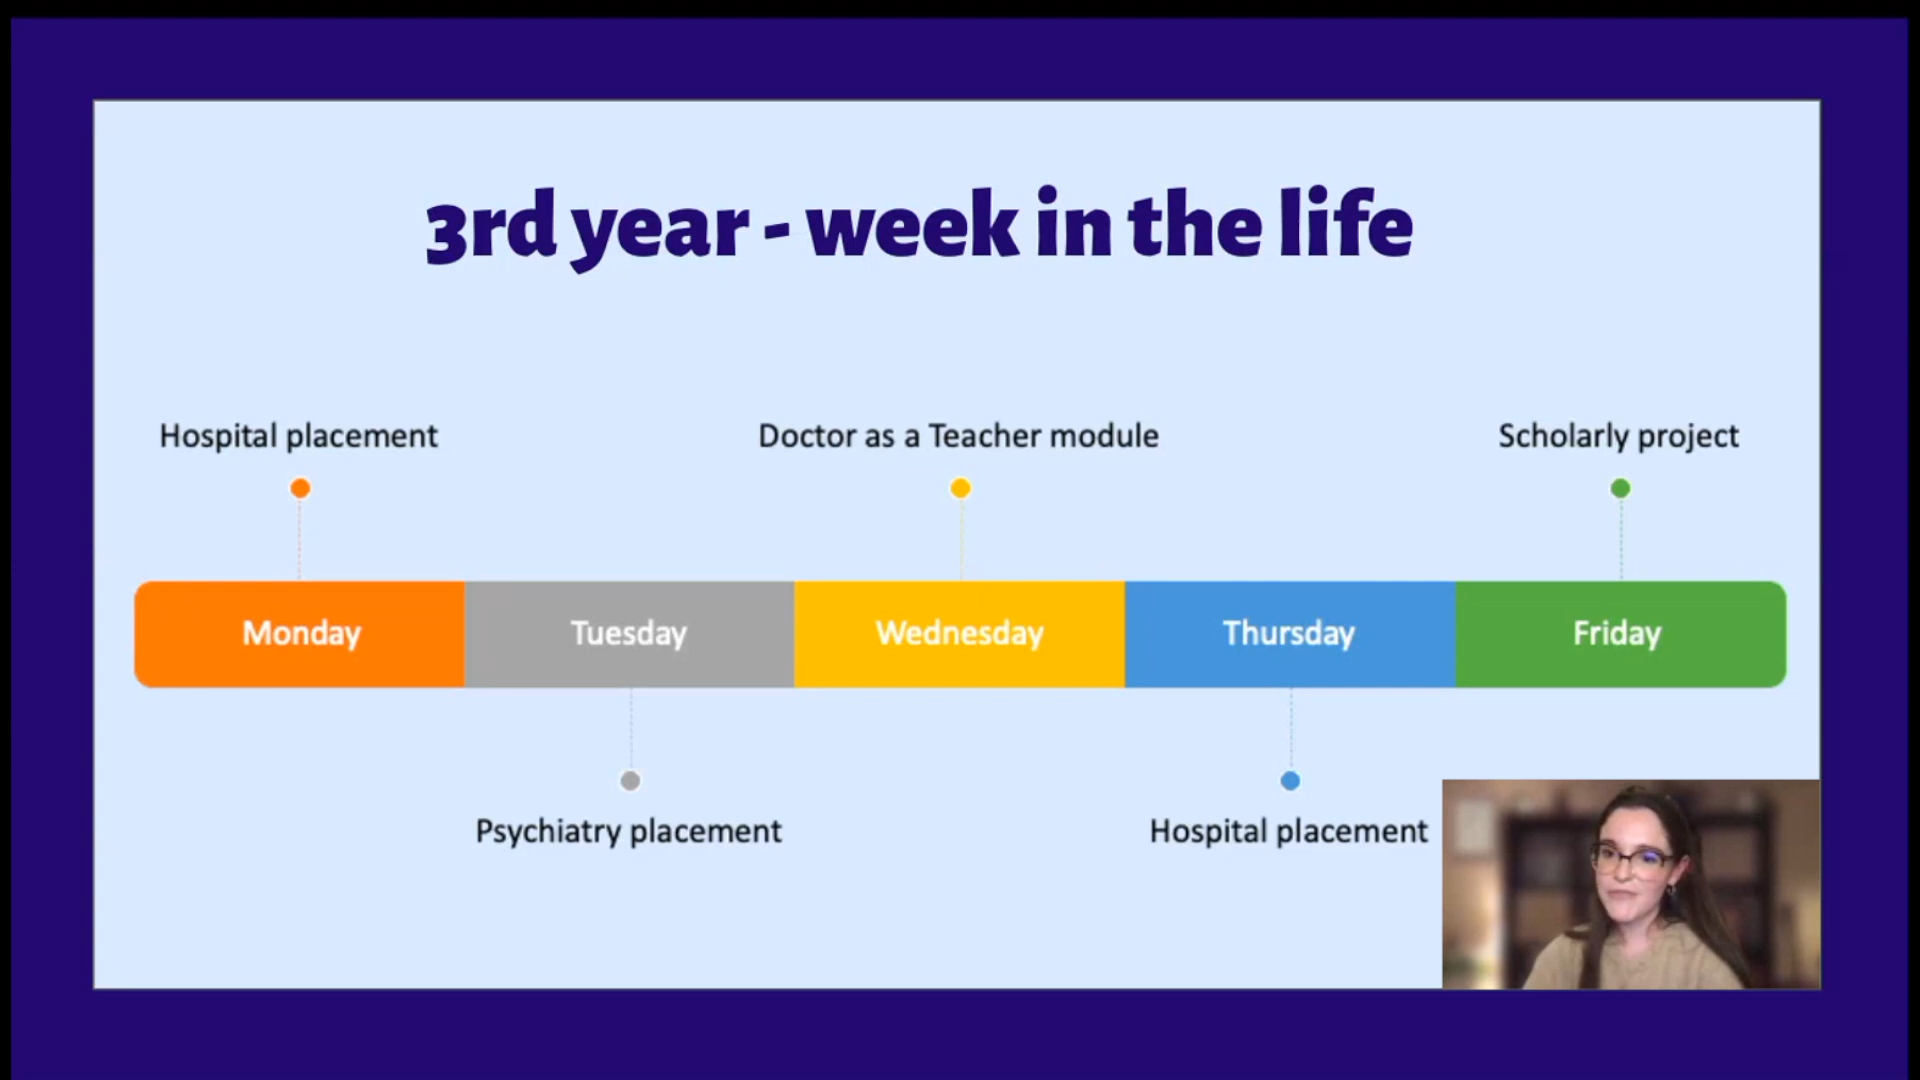 3rd year - week in the life
Hospital placement
Doctor as a Teacher module
Scholarly project
Monday
Tuesday
Wednesday
Thursday
Friday
Psychiatry placement
Hospital placement